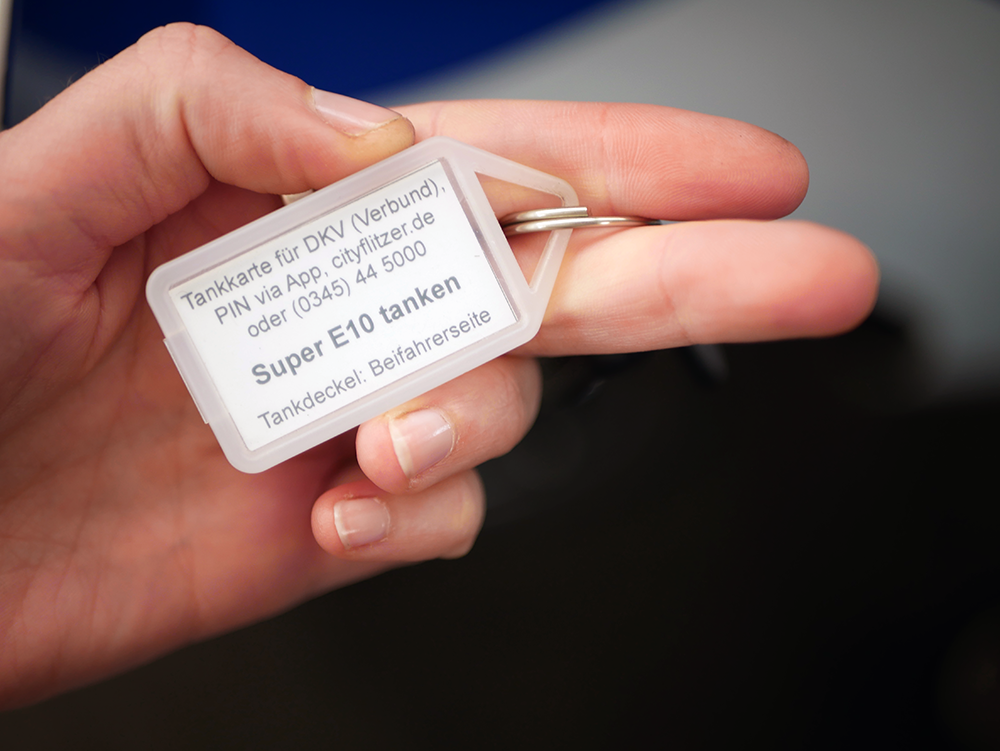 Tankkarte für DKV (Verbund),
PIN via App, cityflitzer.de
oder (0345) 44 5000
Super E10 tanken
Tankdeckel: Beifahrerseite